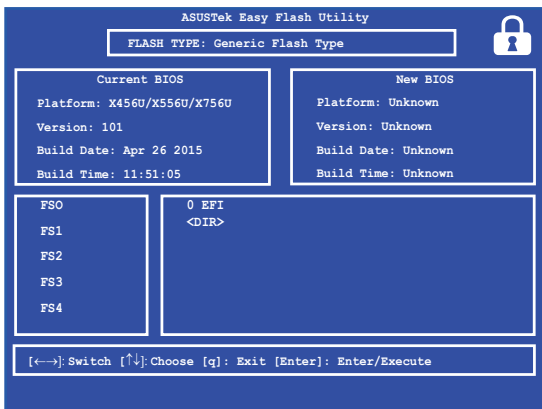 ASUSTek Easy Flash Utility
FLASH TYPE: Generic Flash Type
Current BIOS
Platform: X456U/X556U/X756U
Version: 101
Build Date: Apr 26 2015
Build Time: 11:51:05
New BIOS
Platform: Unknown
Version: Unknown
Build Date: Unknown
Build Time: Unknown
FSO
FS1
FS2
FS3
FS4
0 EFI
<DIR>
[←→]: Switch [↑↓]: Choose [q]: Exit [Enter]: Enter/Execute